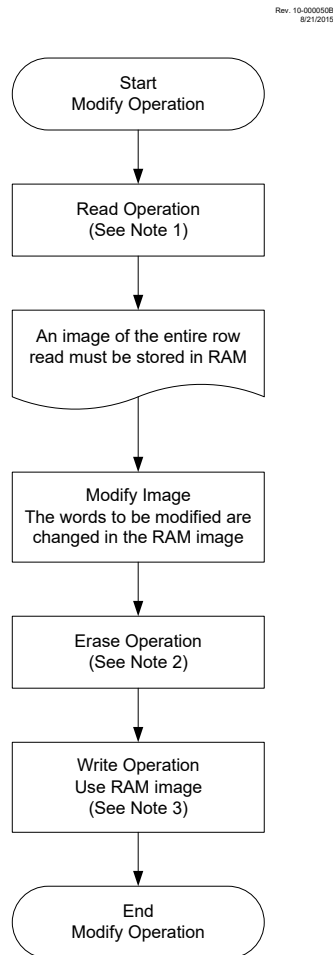 Rev. 10-000050B
8/21/2015
Start
Modify Operation
Read Operation
(See Note 1)
An image of the entire row
read must be stored in RAM
Modify Image
The words to be modified are
changed in the RAM image
Erase Operation
(See Note 2)
Write Operation
Use RAM image
(See Note 3)
End
Modify Operation